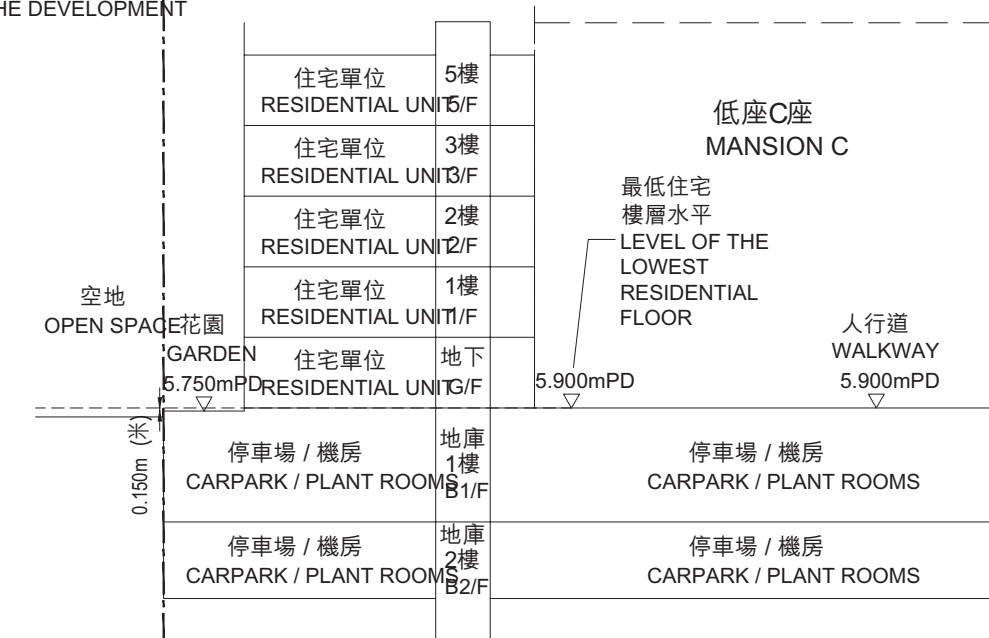 HE DEVELOPMENT
住宅單位
RESIDENTIAL UNIT
5樓
5/F
住宅單位
RESIDENTIAL UNIT
3樓
3/F
住宅單位
RESIDENTIAL UNIT
2樓
2/F
住宅單位
RESIDENTIAL UNIT
1樓
1/F
住宅單位
RESIDENTIAL UNIT
地下
G/F
低座C座
MANSION C
最低住宅
樓層水平
LEVEL OF THE
LOWEST
RESIDENTIAL
FLOOR
空地
OPEN SPACE
花園
GARDEN
5.750mPD
5.900mPD
人行道
WALKWAY
5.900mPD
0.150m (米)
停車場 / 機房
CARPARK / PLANT ROOMS
地庫
1樓
B1/F
停車場 / 機房
CARPARK / PLANT ROOMS
停車場 / 機房
CARPARK / PLANT ROOMS
地庫
2樓
B2/F
停車場 / 機房
CARPARK / PLANT ROOMS